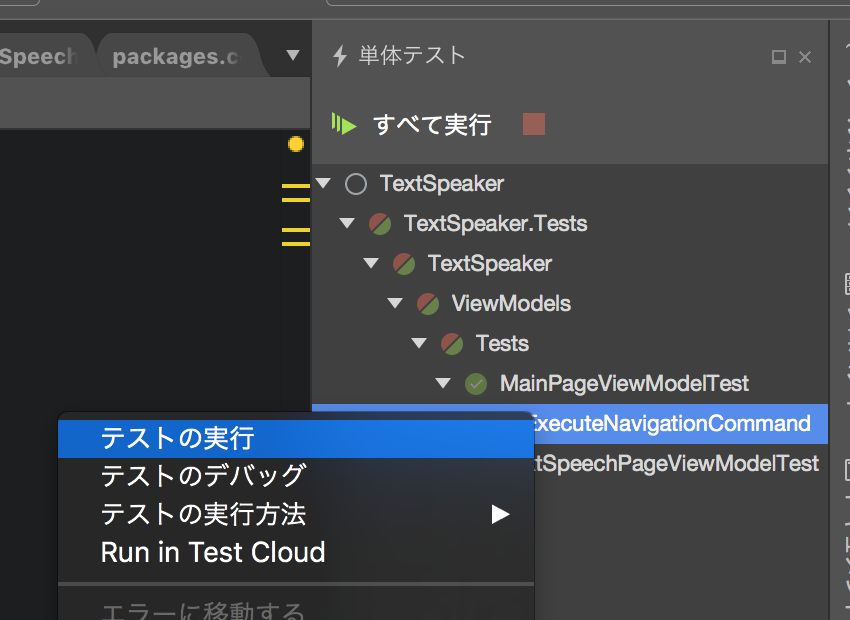 Speech
packages.c
単体テスト
すべて実行
TextSpeaker
TextSpeaker.Tests
TextSpeaker
ViewModels
Tests
MainPageViewModelTest
ExecuteNavigationCommand
tSpeechPageViewModelTest
テストの実行
テストのデバッグ
テストの実行方法
Run in Test Cloud
エラーに移動する